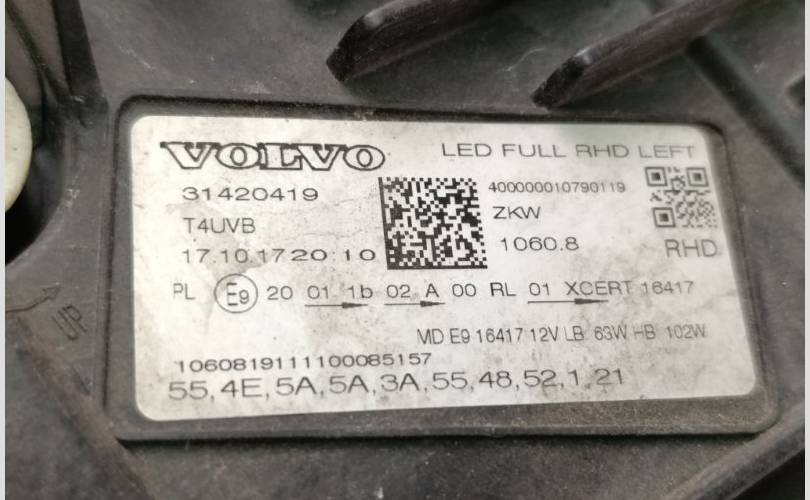 VOLVO LED FULL RHD LEFT
31420419 400000010790119
T4UVB ZKW
17.10.17 20:10 1060.8 RHD
PL E9 20 01 1b 02 A 00 RL 01 XCERT 16417
MD E9 16417 12V LB 63W HB 102W
1060819111100085157
55,4E,5A,5A,3A,55,48,52,1,21
UP